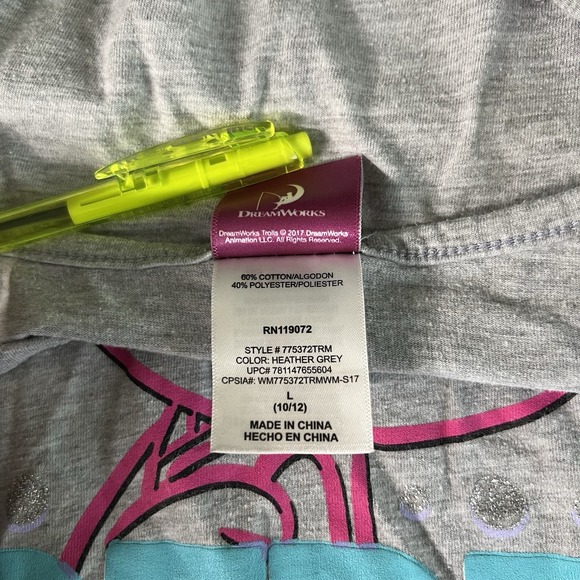 DREAMWORKS
DreamWorks Trolls © 2017 DreamWorks
Animation LLC. All Rights Reserved.
60% COTTON/ALGODON
40% POLYESTER/POLIESTER
RN119072
STYLE # 775372TRM
COLOR: HEATHER GREY
UPC# 781147655604
CPSIA#: WM775372TRMWM-S17
L
(10/12)
MADE IN CHINA
HECHO EN CHINA